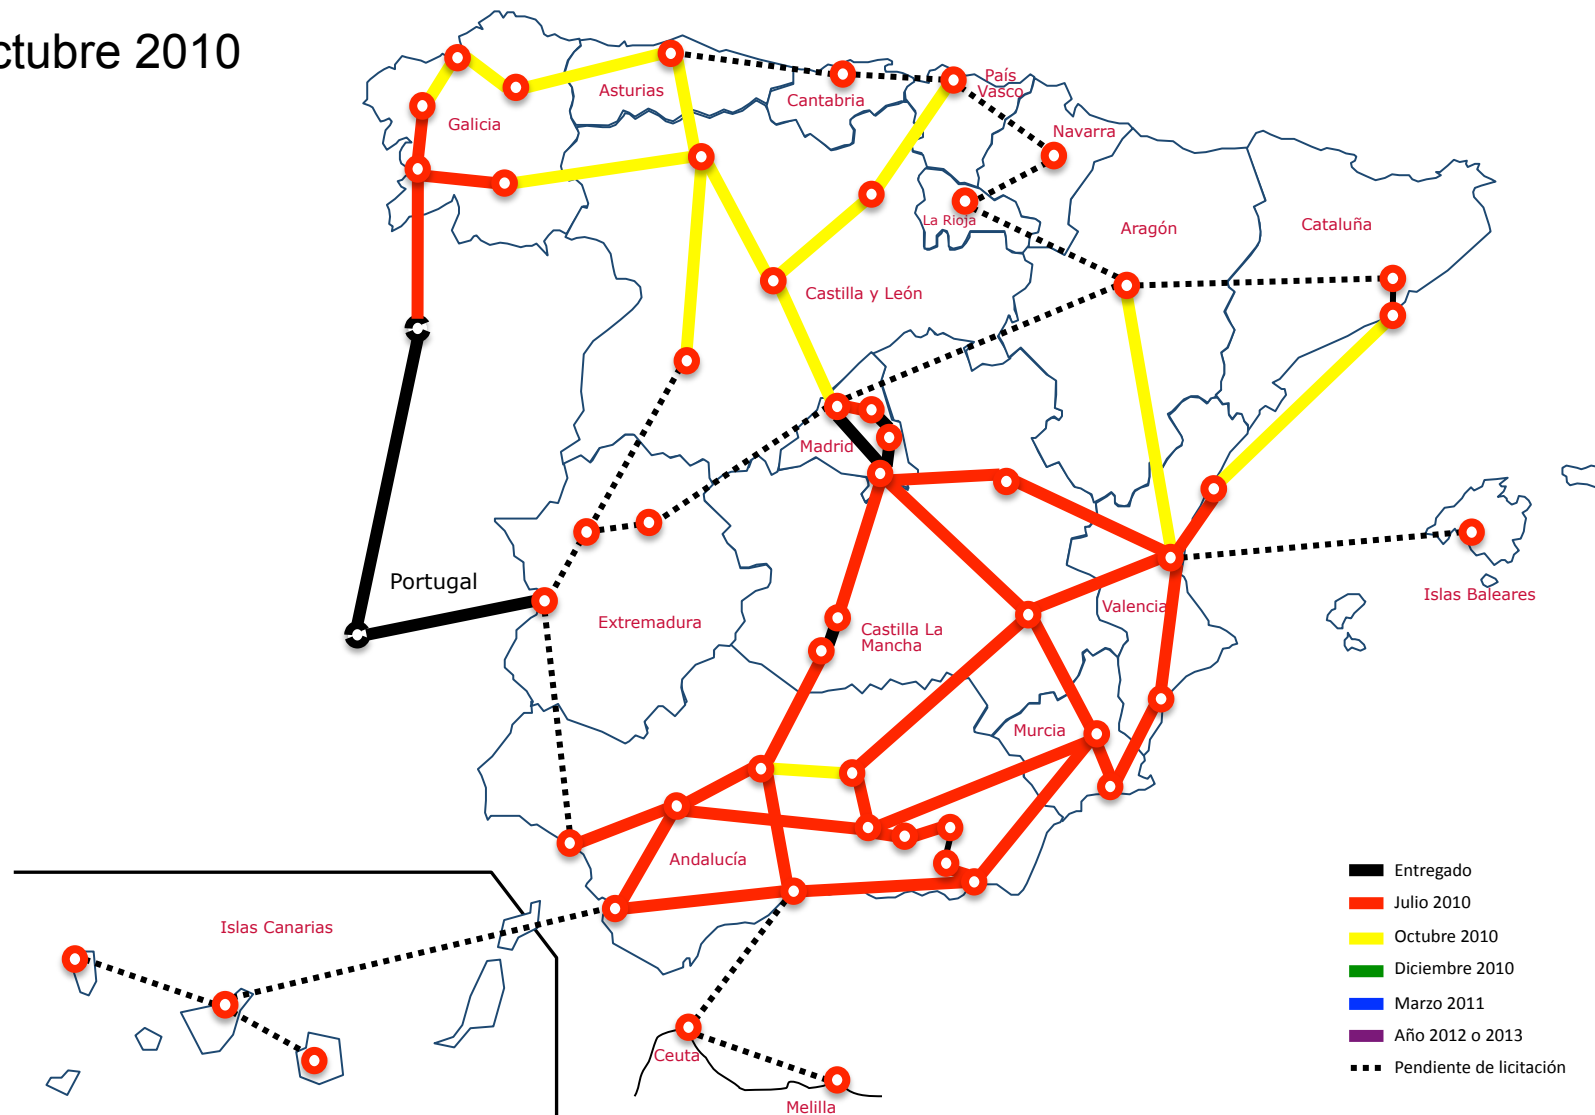 ctubre 2010
País
Vasco
Asturias
Cantabria
Galicia
Navarra
La Rioja
Aragón
Cataluña
Castilla y León
Madrid
Portugal
Extremadura
Castilla La
Mancha
Valencia
Islas Baleares
Murcia
Andalucía
Islas Canarias
Ceuta
Melilla
Entregado
Julio 2010
Octubre 2010
Diciembre 2010
Marzo 2011
Año 2012 o 2013
Pendiente de licitación